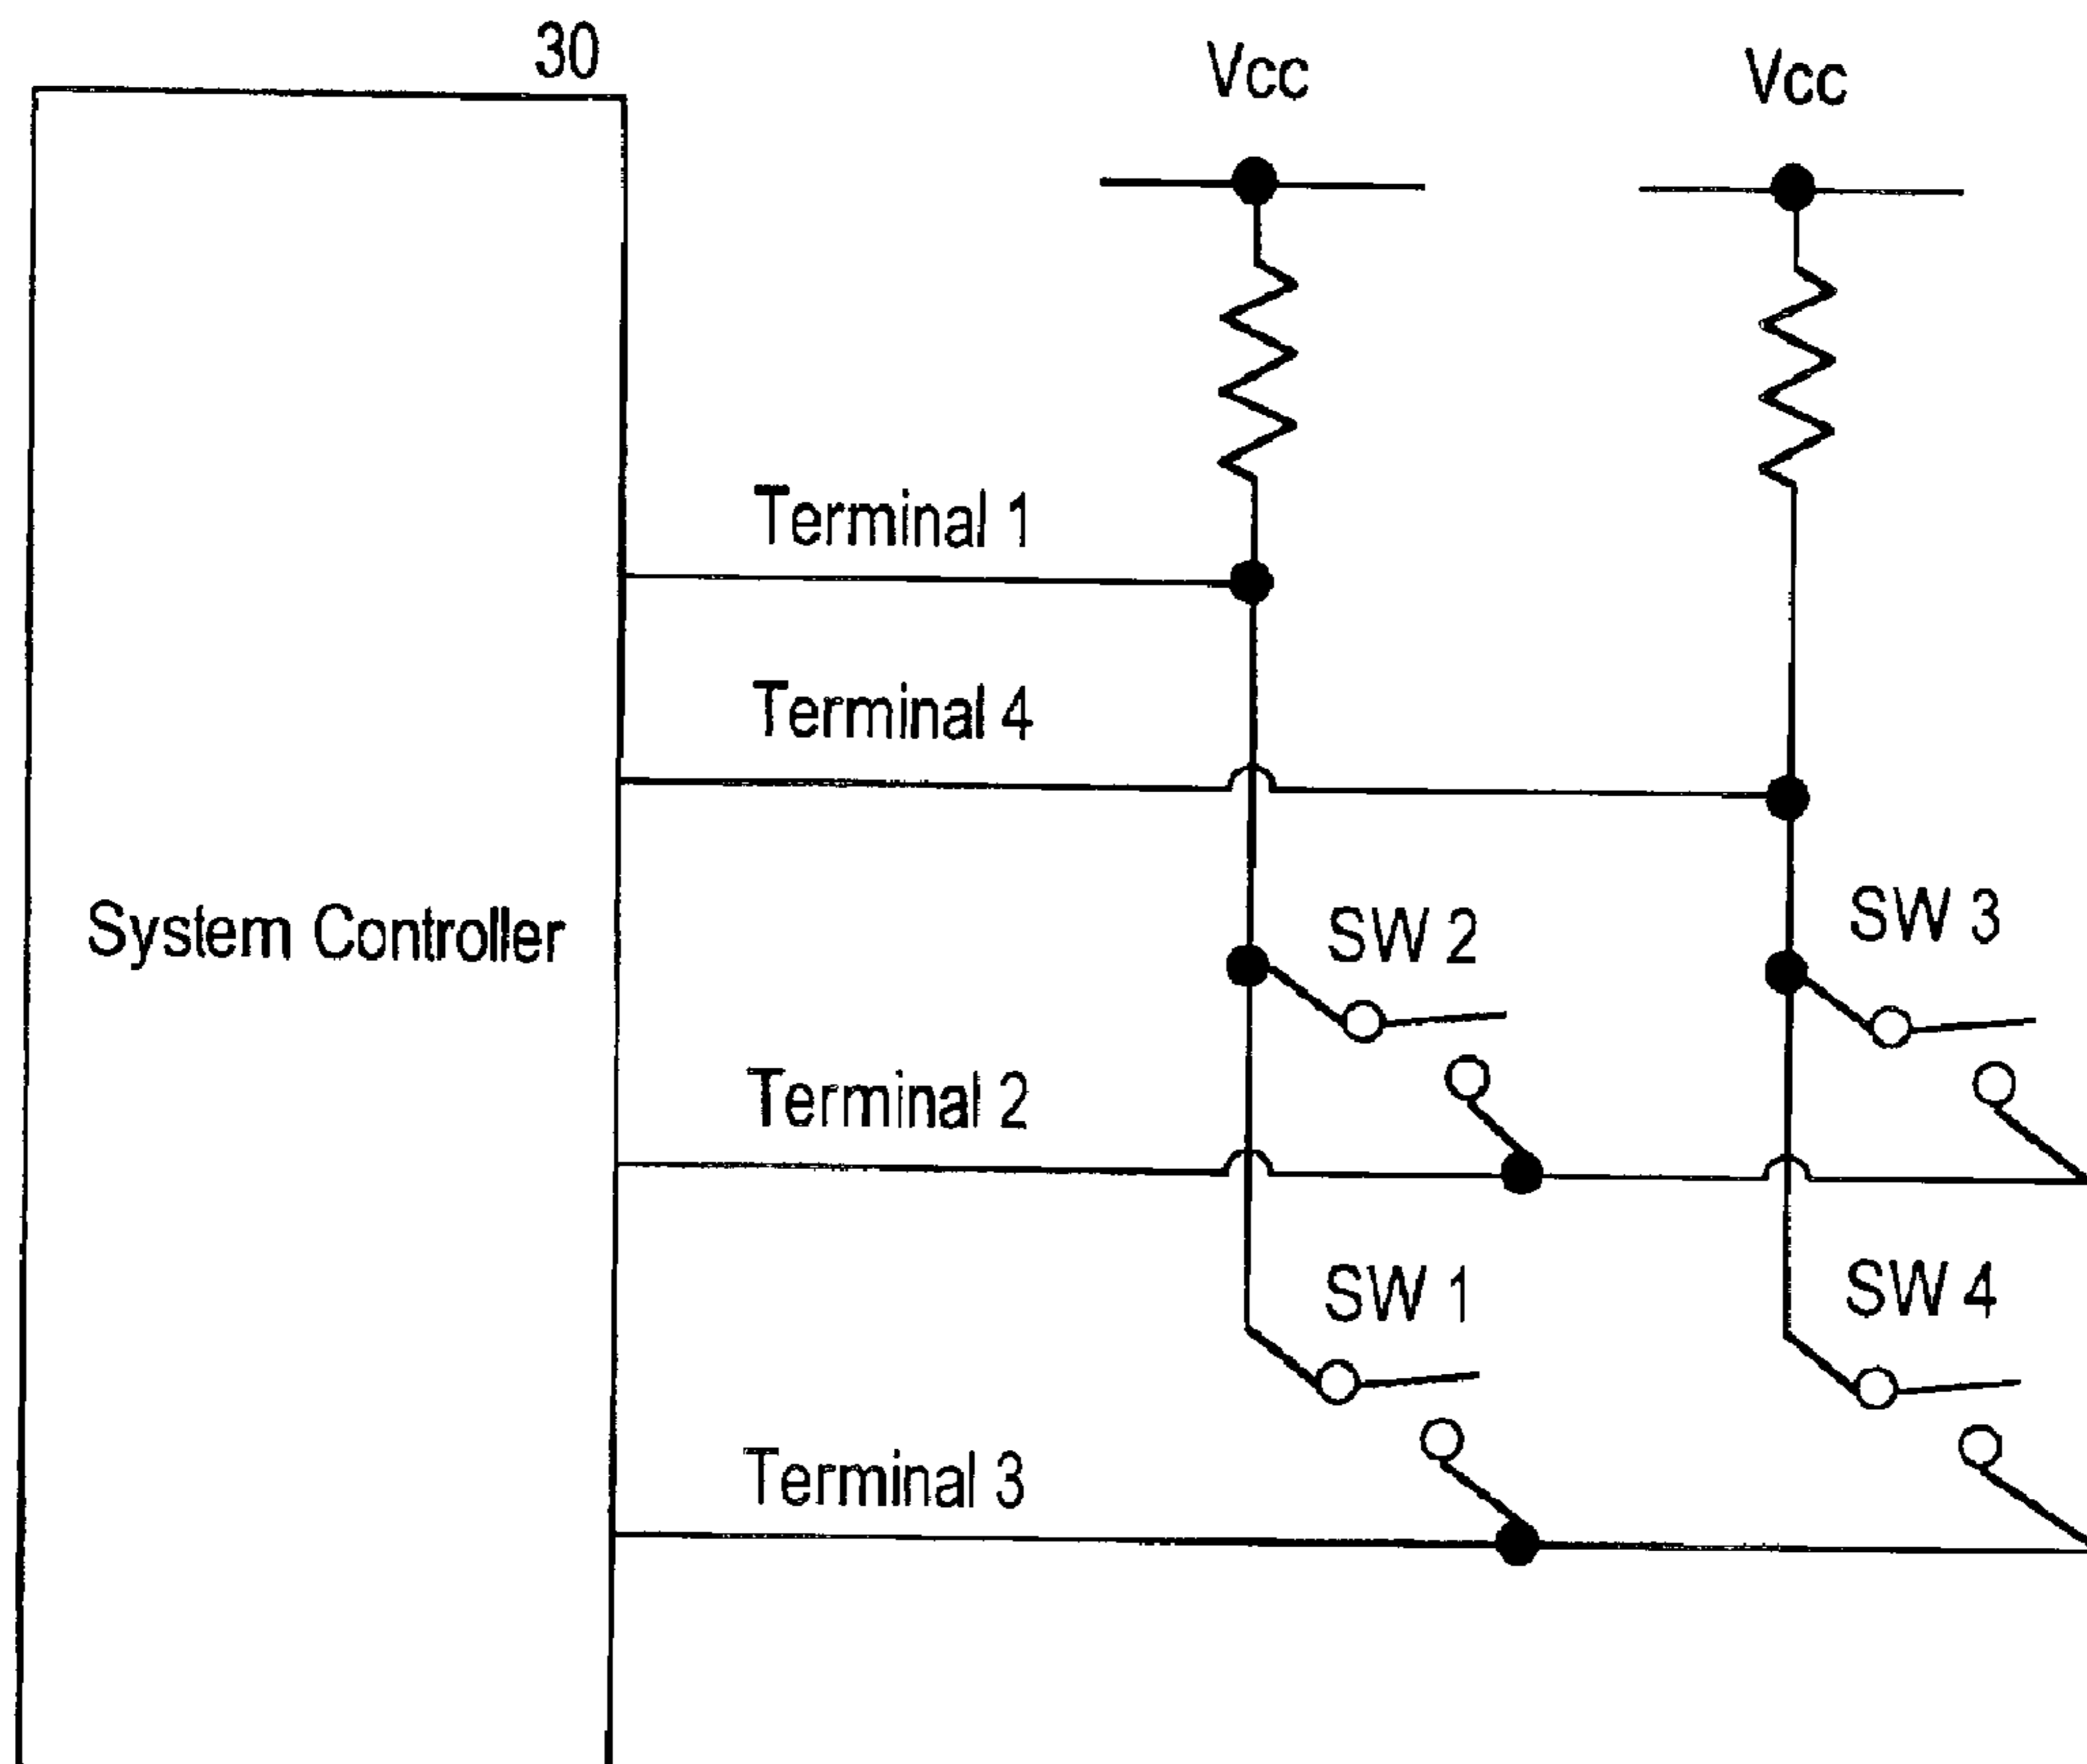 30
Vcc
Vcc
Terminal 1
Terminal 4
System Controller
SW 2
SW 3
Terminal 2
SW 1
SW 4
Terminal 3